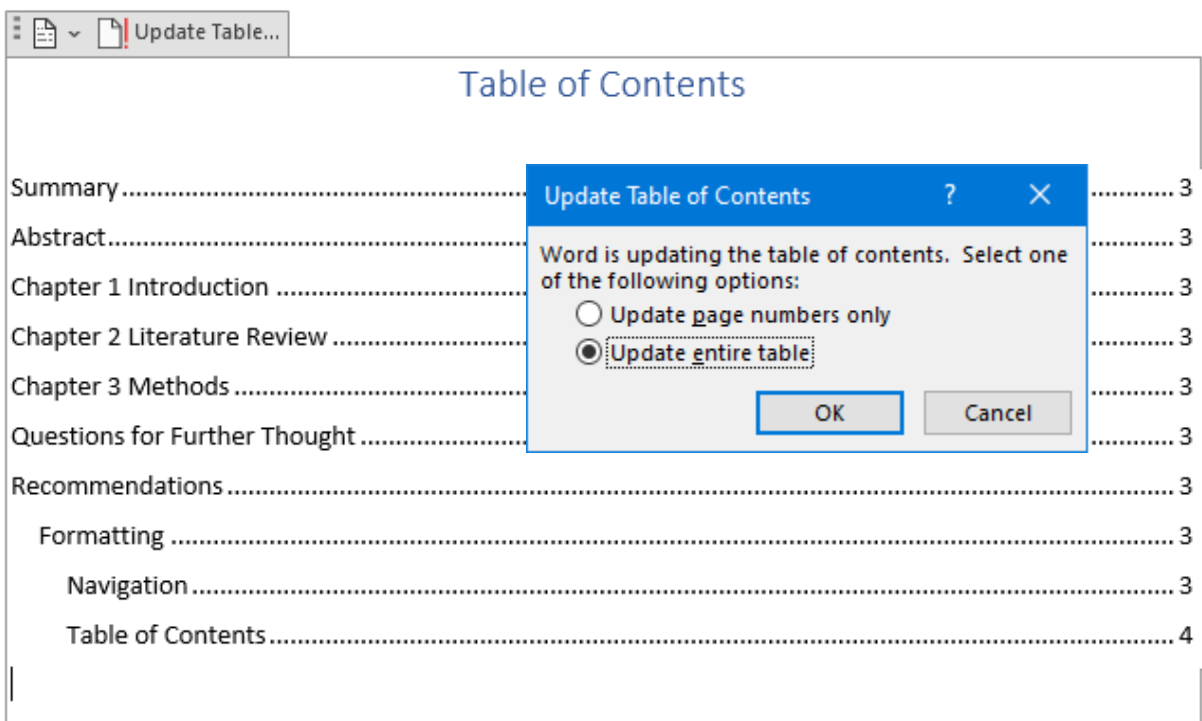 Update Table...
Table of Contents
Summary........................................................ 3
Abstract........................................................ 3
Chapter 1 Introduction ........................................................ 3
Chapter 2 Literature Review ........................................................ 3
Chapter 3 Methods ........................................................ 3
Questions for Further Thought ........................................................ 3
Recommendations ........................................................ 3
Formatting ........................................................ 3
Navigation ........................................................ 3
Table of Contents ........................................................ 4
Update Table of Contents ? ×
Word is updating the table of contents. Select one
of the following options:
Update page numbers only
Update entire table
OK Cancel